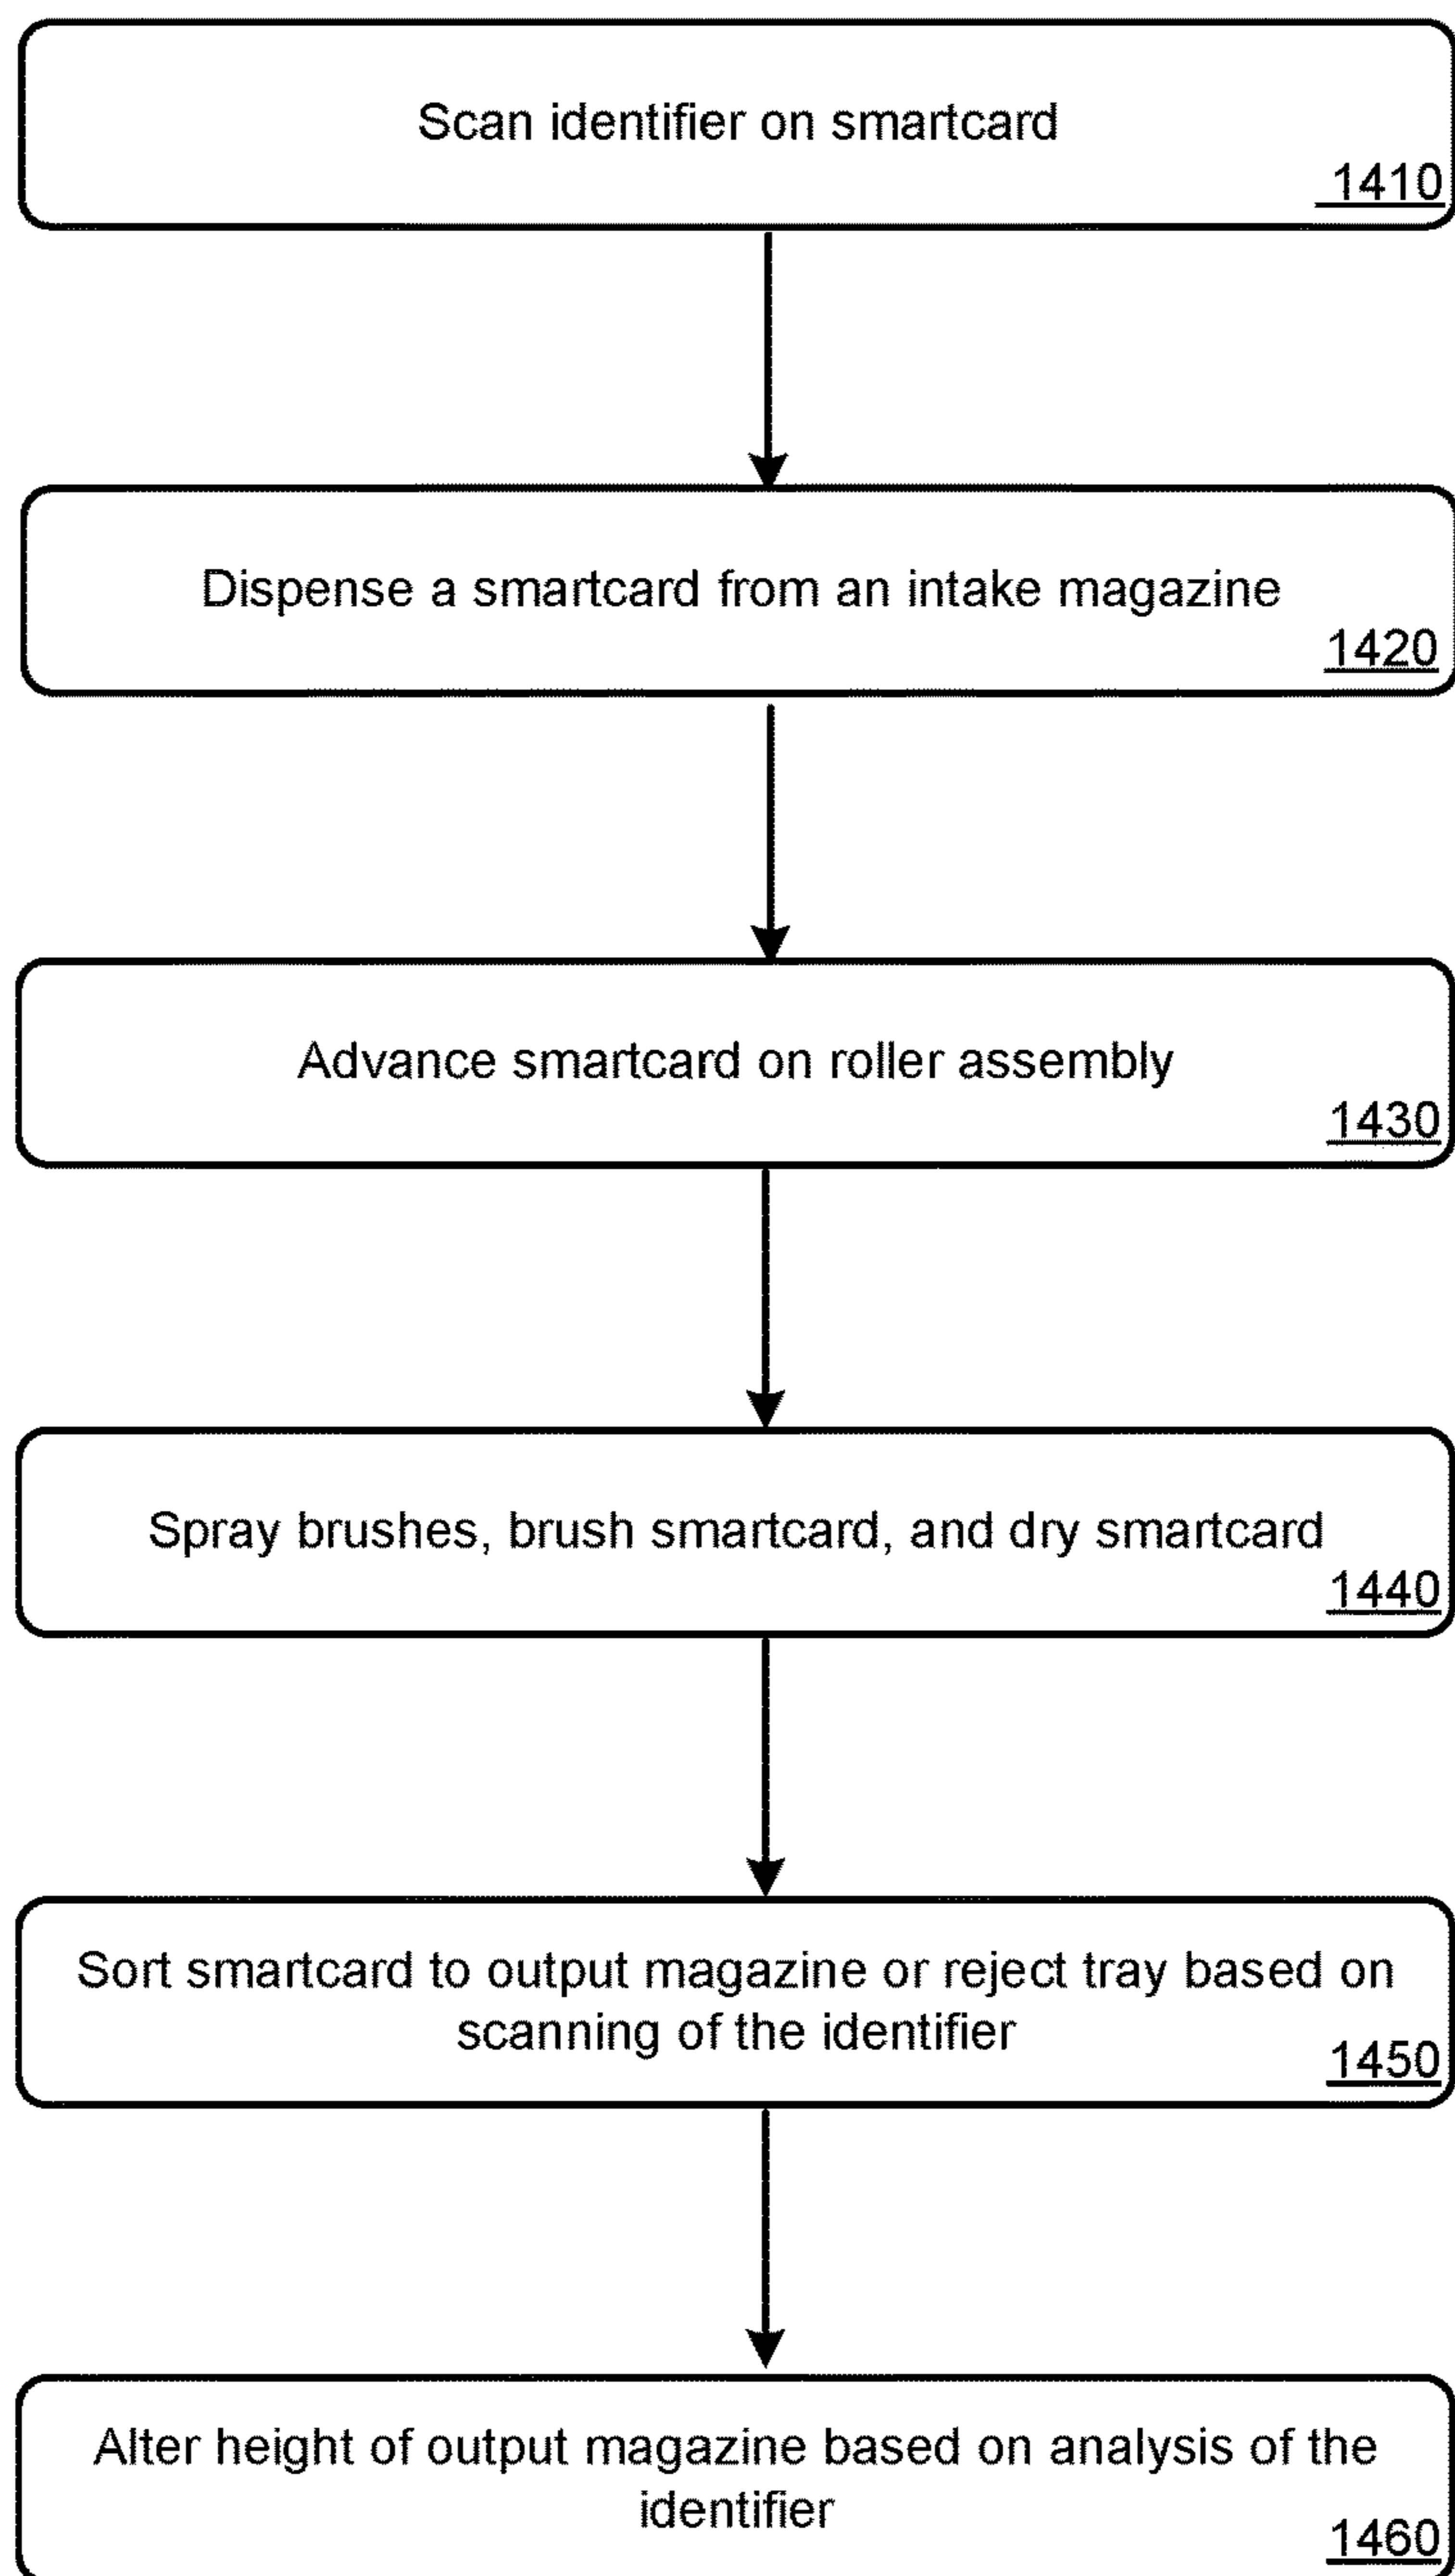 Scan identifier on smartcard
1410
Dispense a smartcard from an intake magazine
1420
Advance smartcard on roller assembly
1430
Spray brushes, brush smartcard, and dry smartcard
1440
Sort smartcard to output magazine or reject tray based on
scanning of the identifier
1450
Alter height of output magazine based on analysis of the
identifier
1460